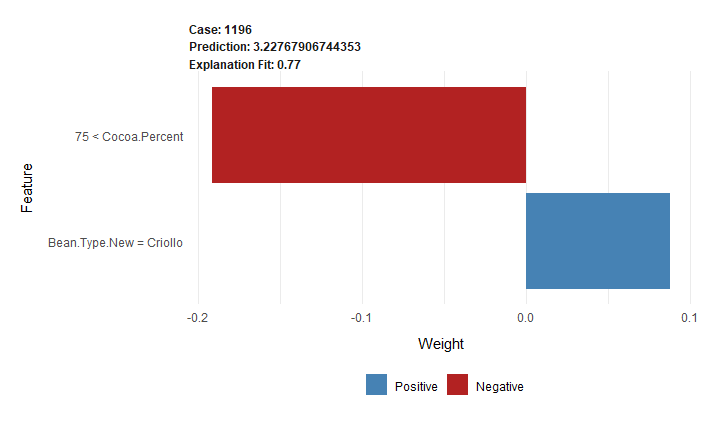 Case: 1196
Prediction: 3.22767906744353
Explanation Fit: 0.77
75 < Cocoa.Percent
Bean.Type.New = Criollo
Feature
-0.2 -0.1 0.0 0.1
Weight
Positive Negative